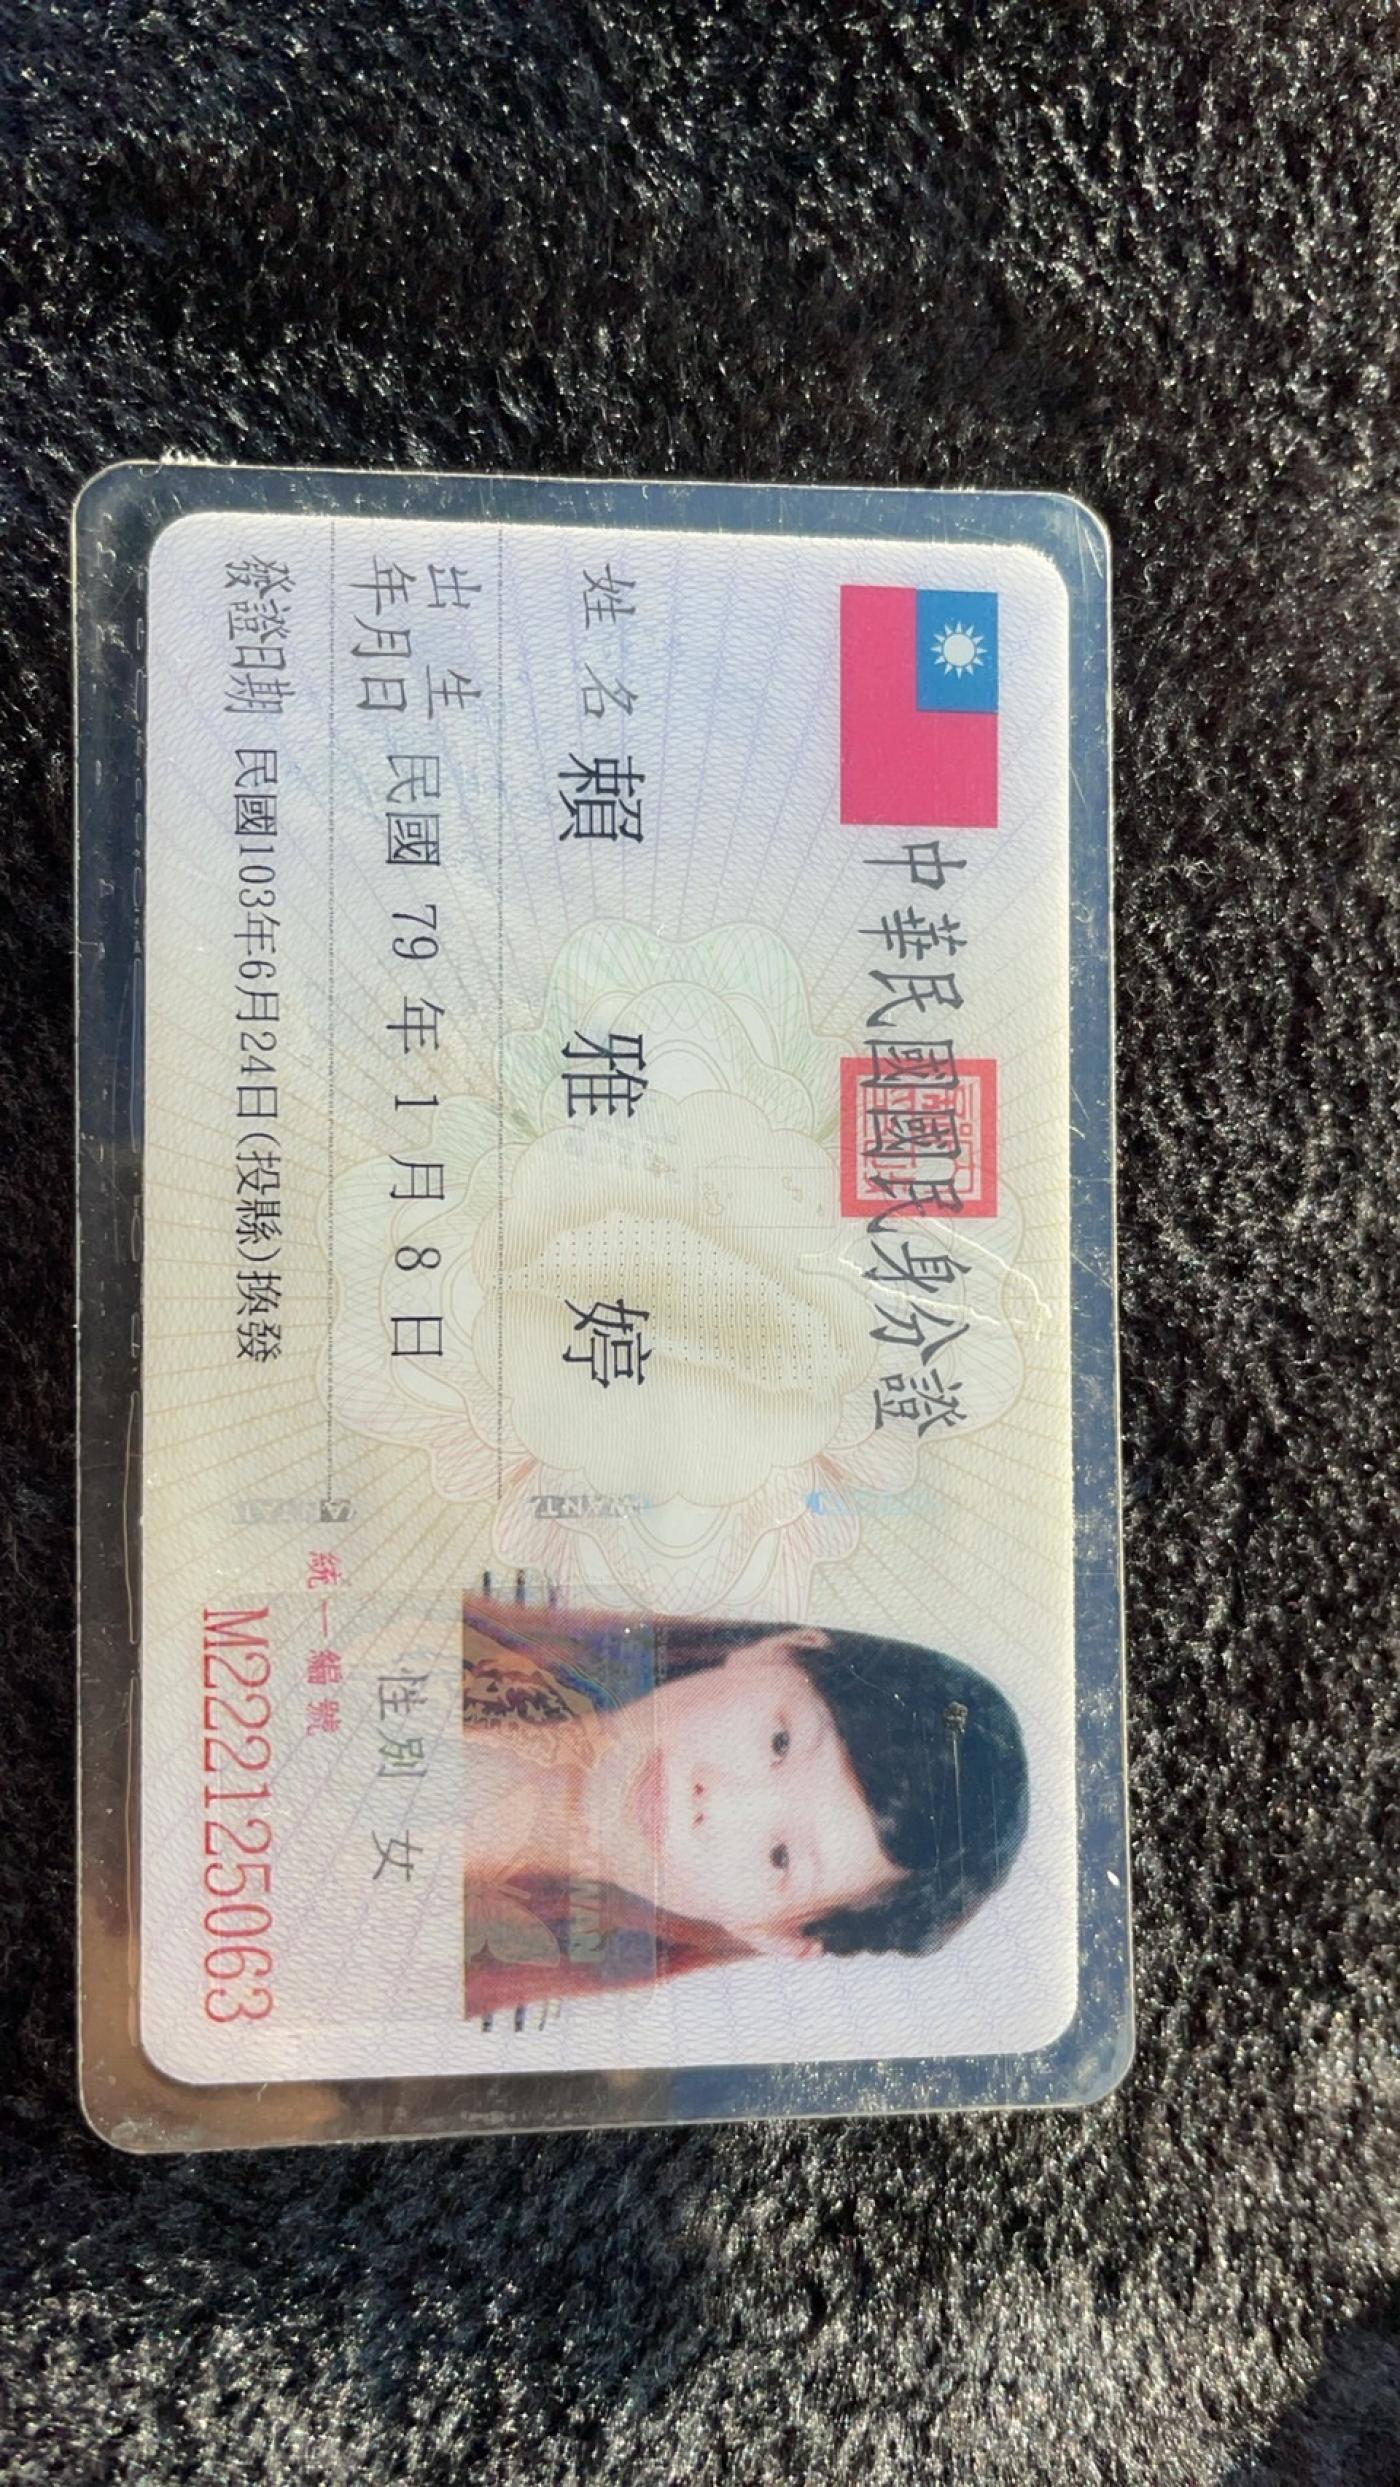 中華民國國民身分證
姓名 賴雅婷
出生年月日 民國79年1月8日
性別 女
發證日期 民國103年6月24日(投縣)換發
統一編號
M222125063